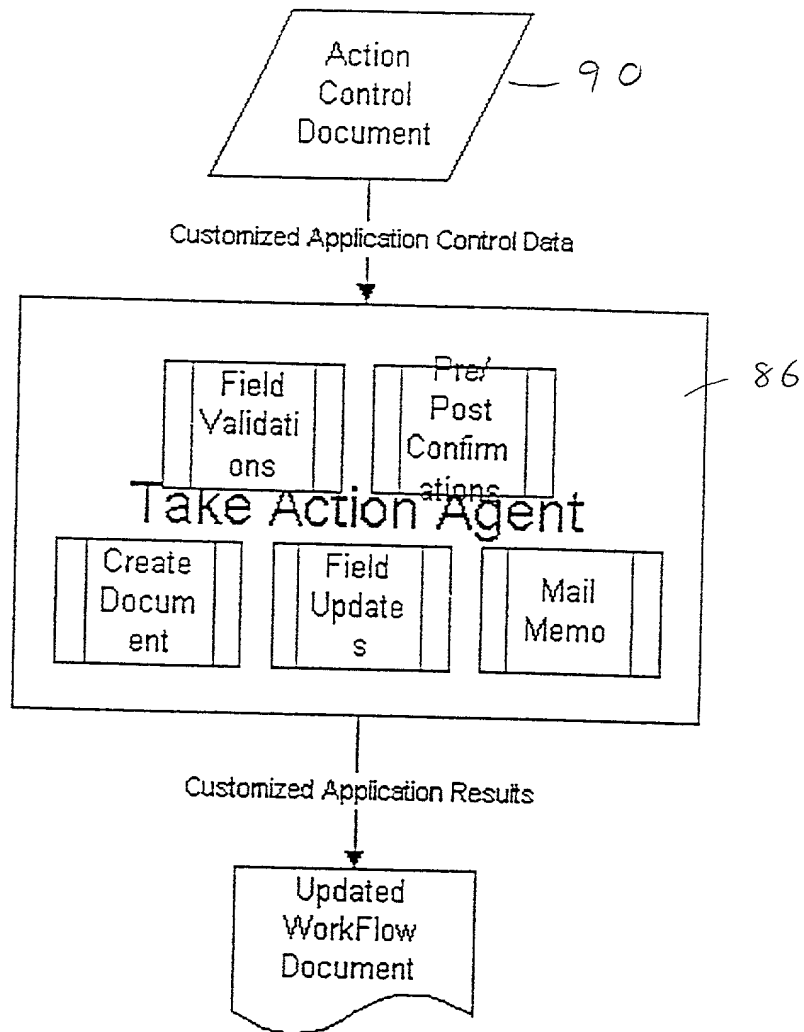 Action
Control
Document
90
Customized Application Control Data
86
Field
Validati
ons
Pre/
Post
Confirm
ations
Take Action Agent
Create
Docum
ent
Field
Update
s
Mail
Memo
Customized Application Results
Updated
WorkFlow
Document